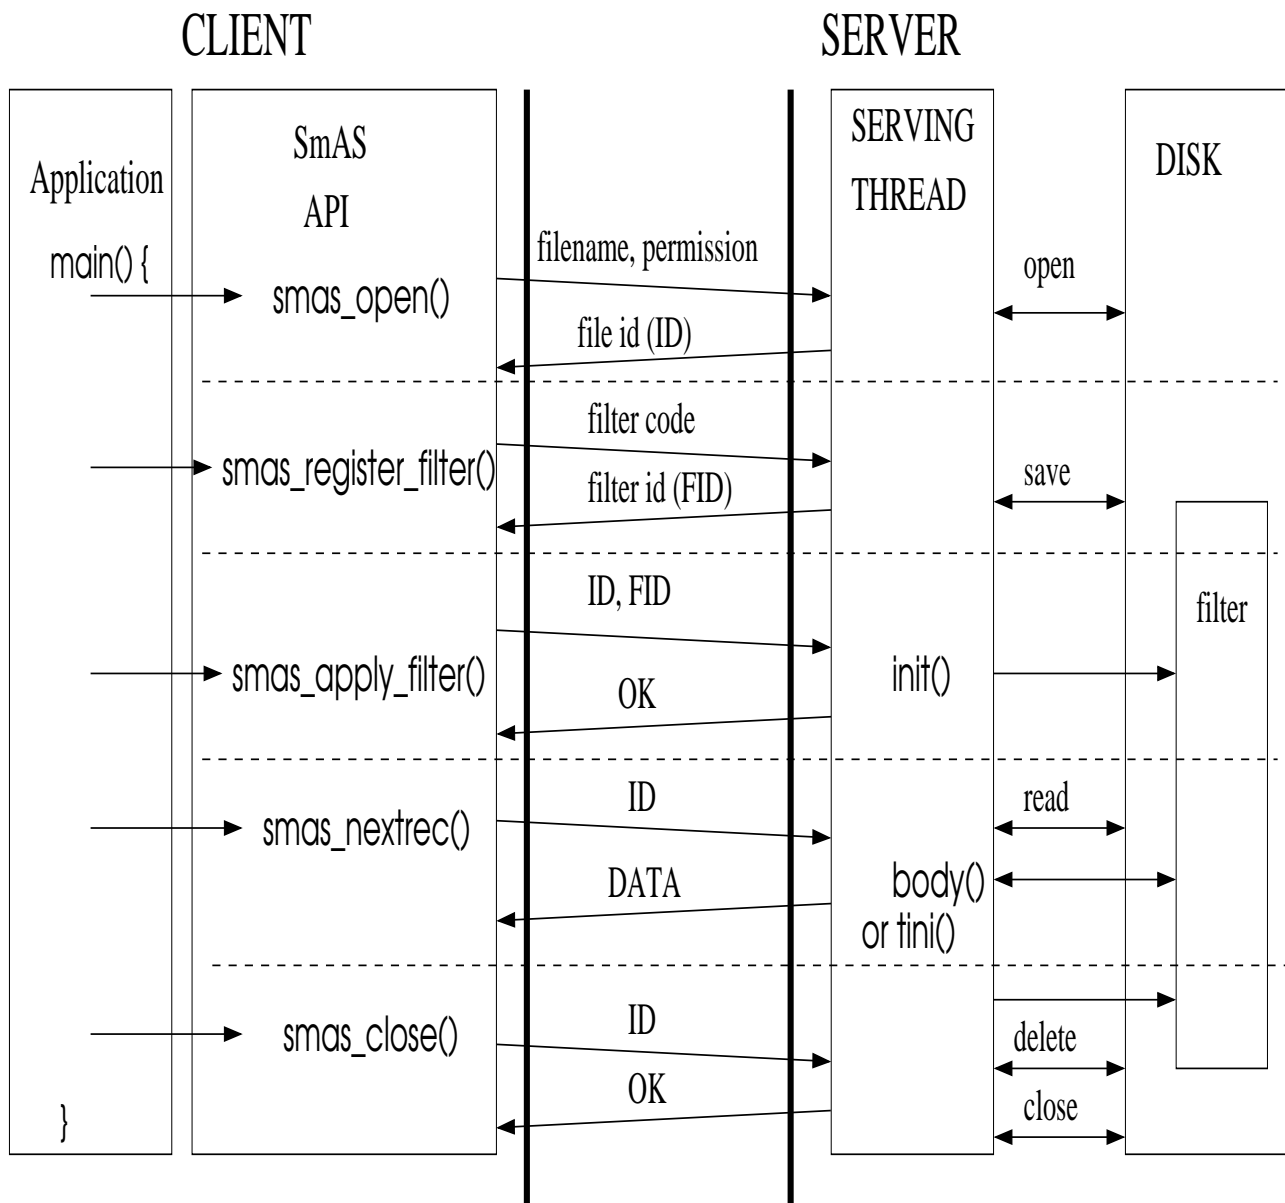 CLIENT
SERVER
Application
main() {
}
SmAS
API
smas_open()
smas_register_filter()
smas_apply_filter()
smas_nextrec()
smas_close()
filename, permission
file id (ID)
filter code
filter id (FID)
ID, FID
OK
ID
DATA
ID
OK
SERVING
THREAD
init()
body()
or tini()
open
save
read
delete
close
DISK
filter